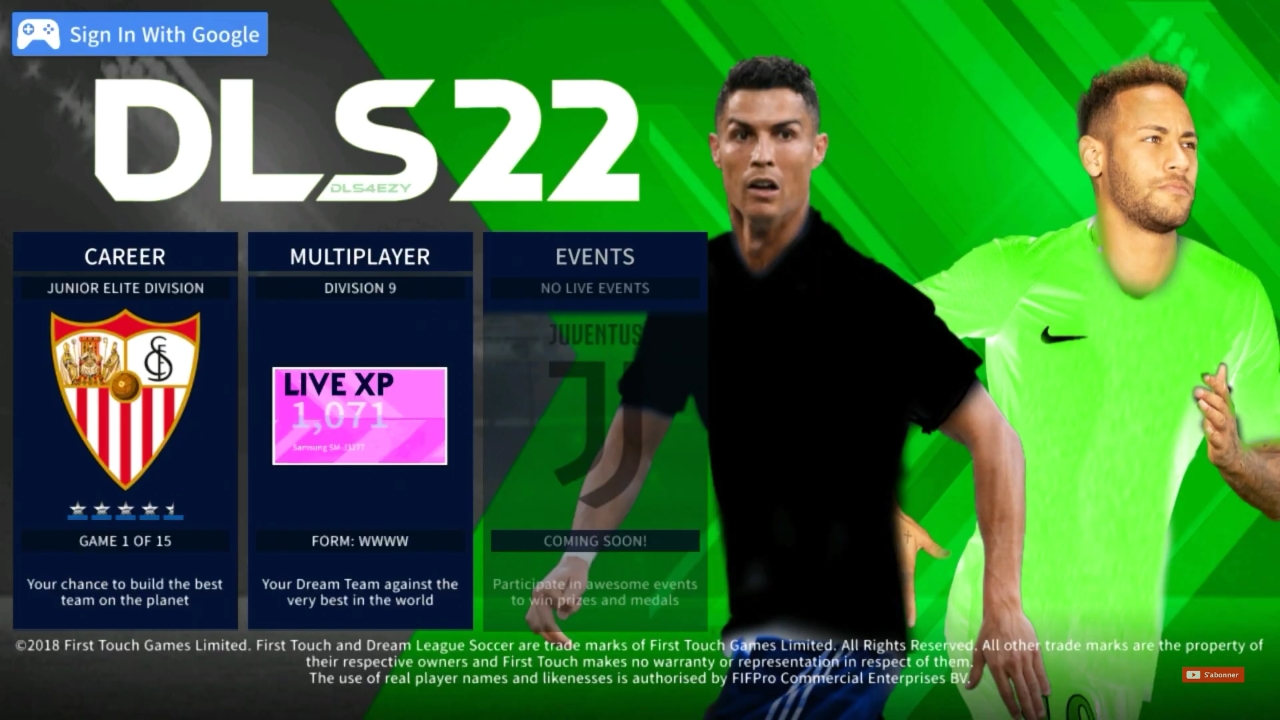 Sign In With Google
DLS22
DLS4EZY
CAREER
JUNIOR ELITE DIVISION
GAME 1 OF 15
Your chance to build the best
team on the planet
MULTIPLAYER
DIVISION 9
LIVE XP
1,071
Samsung SM-J327T
FORM: WWWW
Your Dream Team against the
very best in the world
EVENTS
NO LIVE EVENTS
JUVENTUS
COMING SOON!
Participate in awesome events
to win prizes and medals
©2018 First Touch Games Limited. First Touch and Dream League Soccer are trade marks of First Touch Games Limited. All Rights Reserved. All other trade marks are the property of
their respective owners and First Touch makes no warranty or representation in respect of them.
The use of real player names and likenesses is authorised by FIFPro Commercial Enterprises BV.
S'abonner
10